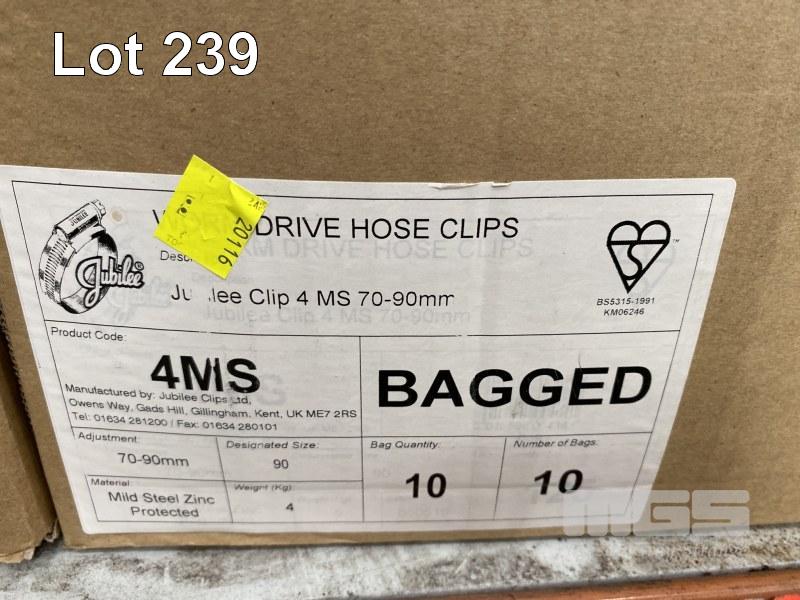 Lot 239
DRIVE HOSE CLIPS
20116
JUBILEE
Jubilee
Clip 4 MS 70-90mm
BS5315-1991
KM06246
Product Code:
4MS
BAGGED
Manufactured by: Jubilee Clips Ltd,
Owens Way, Gads Hill, Gillingham, Kent, UK ME7 2RS
Tel: 01634 281200 / Fax: 01634 280101
Adjustment:
70-90mm
Designated Size:
90
Bag Quantity:
10
Number of Bags:
10
Material:
Mild Steel Zinc
Protected
Weight (Kg):
4
MGS